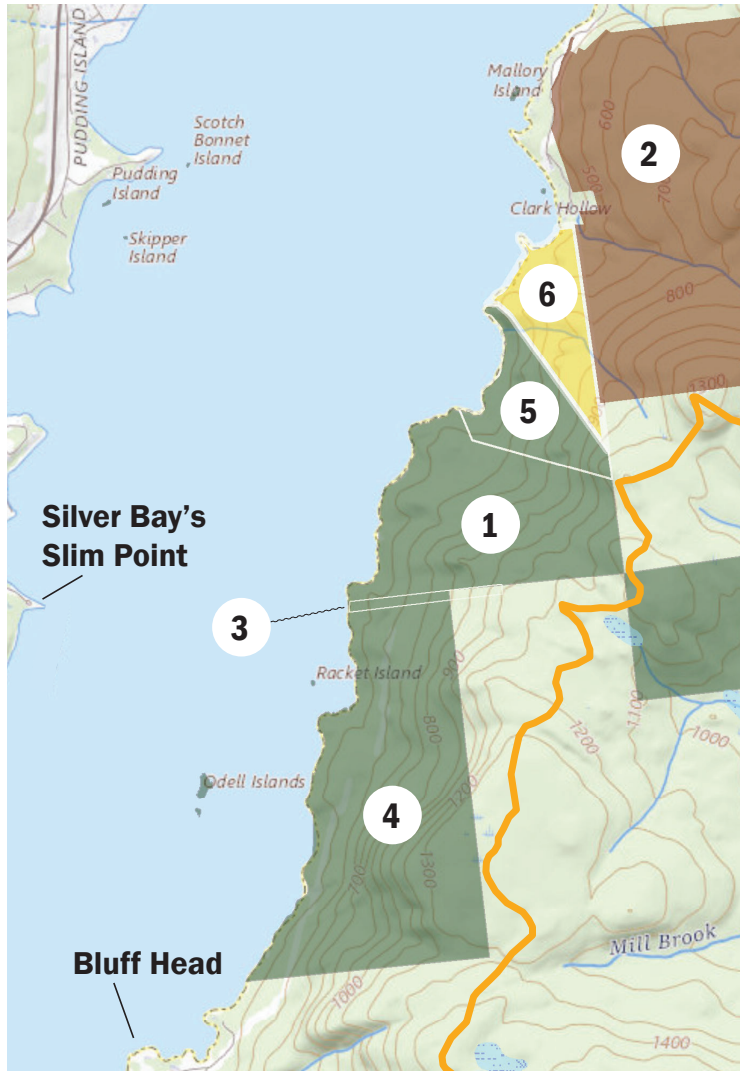 PUDDING ISLAND
Mallory
Island
Scotch
Bonnet
Island
Pudding
Island
Skipper
Island
Clark Hollow
600
500
2
800
6
1300
5
Silver Bay's
Slim Point
1
3
Racket Island
900
800
1100
1200
1000
Odell Islands
1200
4
700
1300
Mill Brook
Bluff Head
1000
1400